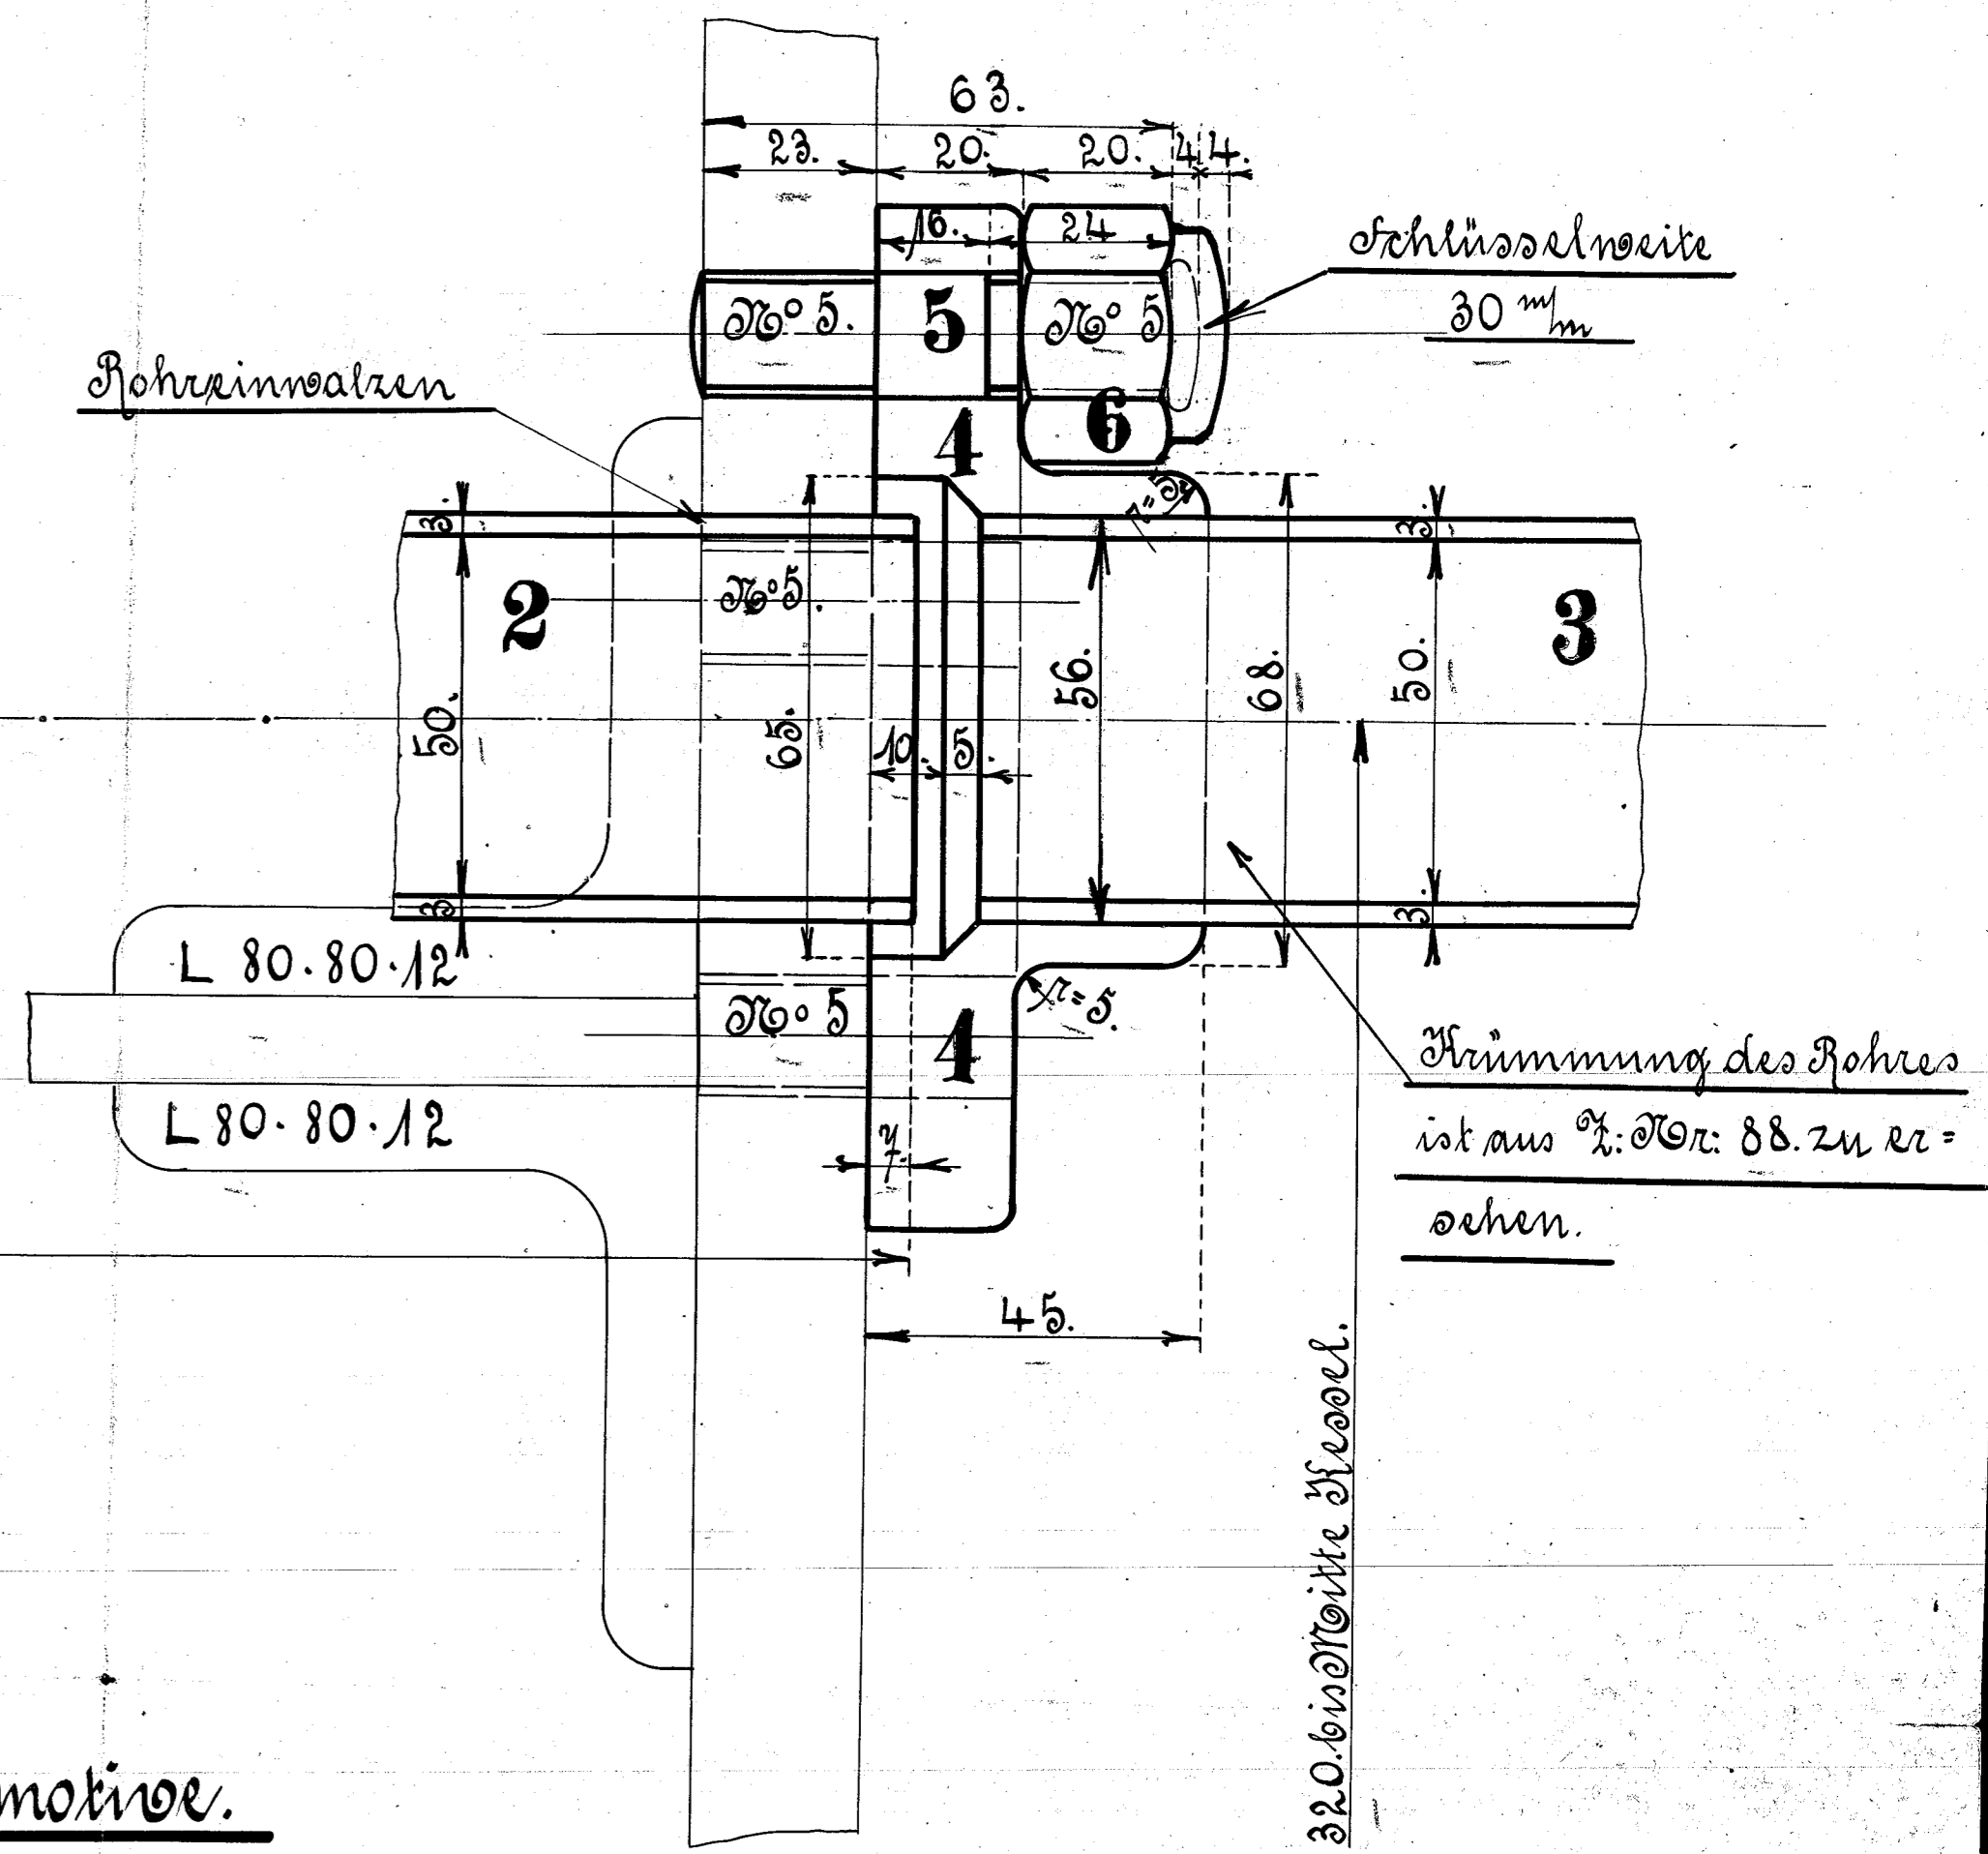 63.
23. 20. 20. 4 4.
16. 24
Schlüsselweite
30 m/m
№ 5. 5 № 5
Rohreinwalzen
6
4
r=5
3. 3.
2 № 5. 3
50. 65. 10. 5. 56. 68. 50.
3 3.
L 80·80·12
r=5.
№ 5 4
L 80·80·12
7.
Krümmung des Rohres
ist aus Z: Nr: 88. zu er=
sehen.
45.
320. bis Mitte Kessel.
motive.